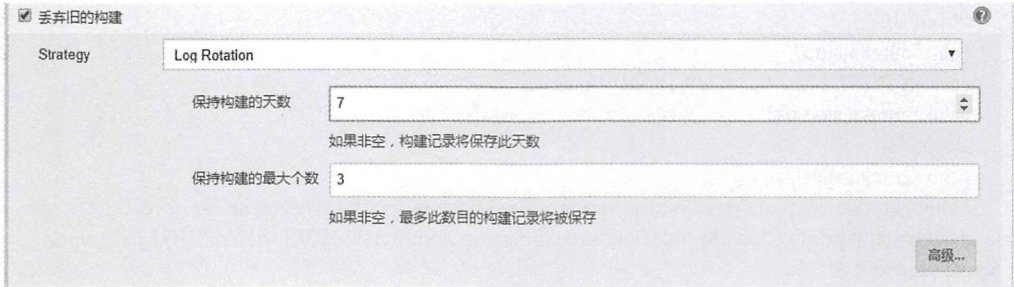 丢弃旧的构建
Strategy Log Rotation
保持构建的天数 7
如果非空，构建记录将保存此天数
保持构建的最大个数 3
如果非空，最多此数目的构建记录将被保存
高级...